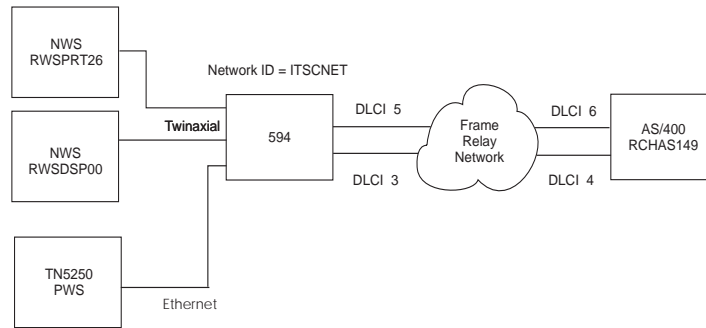 NWS
RWSPRT26
Network ID = ITSCNET
Twinaxial
594
DLCI 5
DLCI 3
Frame
Relay
Network
DLCI 6
DLCI 4
AS/400
RCHAS149
NWS
RWSDSP00
TN5250
PWS
Ethernet